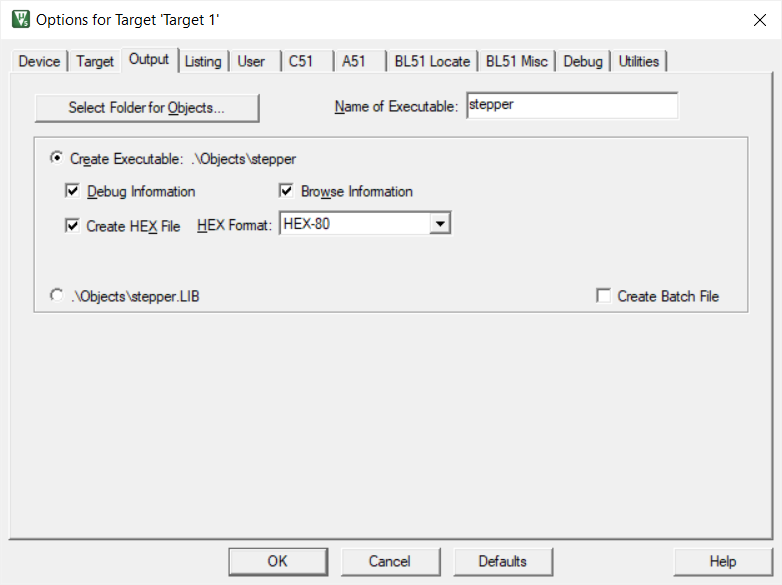 Options for Target 'Target 1'
Device Target Output Listing User C51 A51 BL51 Locate BL51 Misc Debug Utilities
Select Folder for Objects... Name of Executable: stepper
Create Executable: .\Objects\stepper
Debug Information Browse Information
Create HEX File HEX Format: HEX-80
.\Objects\stepper.LIB Create Batch File
OK Cancel Defaults Help